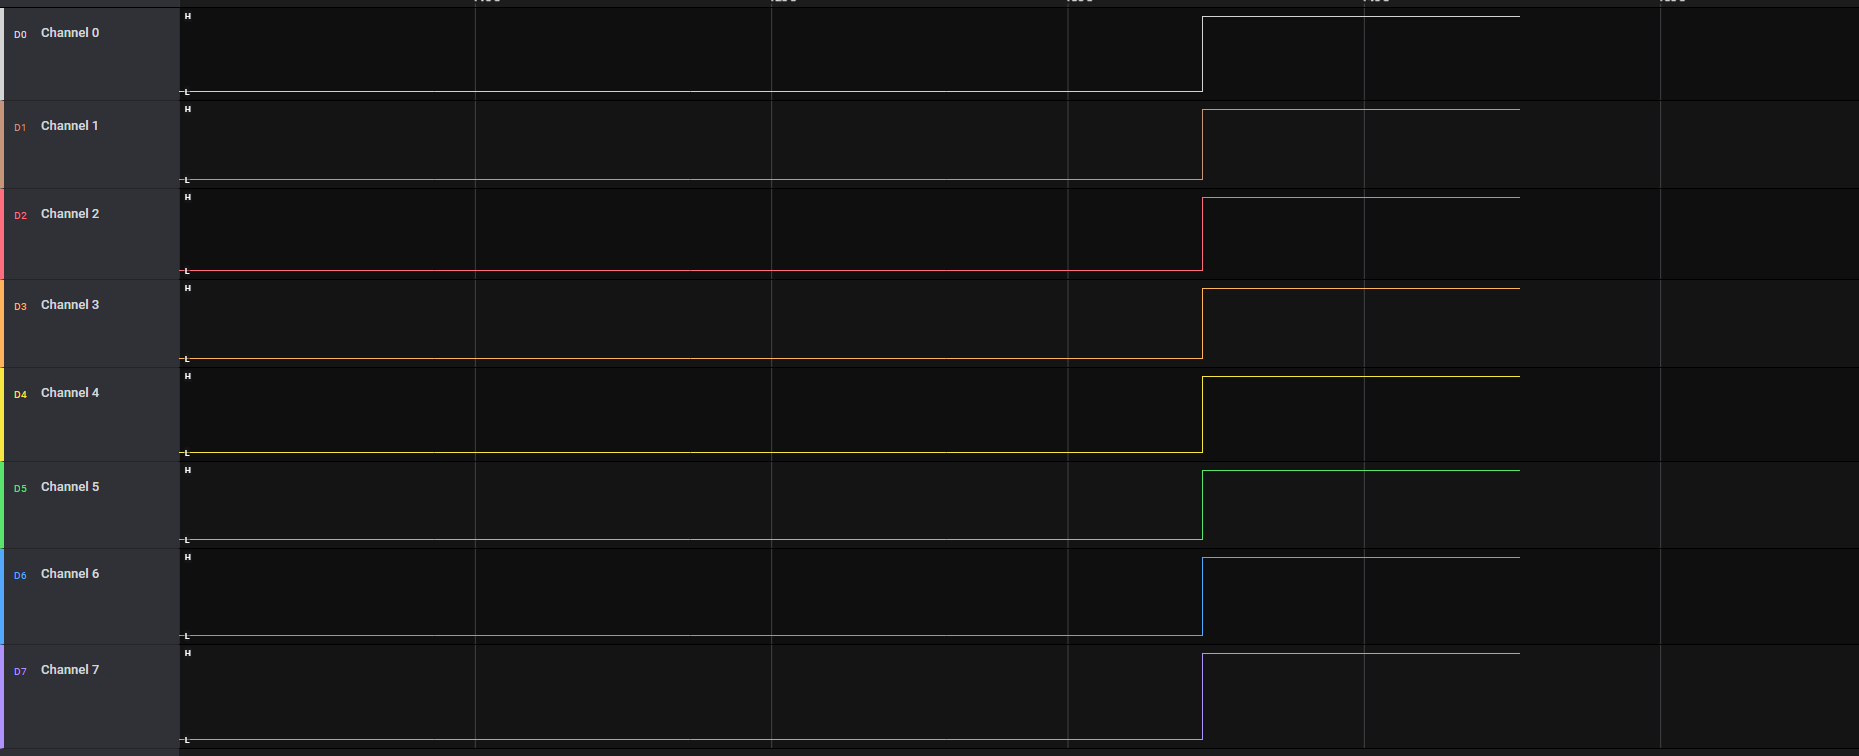 H
D0 Channel 0
L
H
D1 Channel 1
L
H
D2 Channel 2
L
H
D3 Channel 3
L
H
D4 Channel 4
L
H
D5 Channel 5
L
H
D6 Channel 6
L
H
D7 Channel 7
L